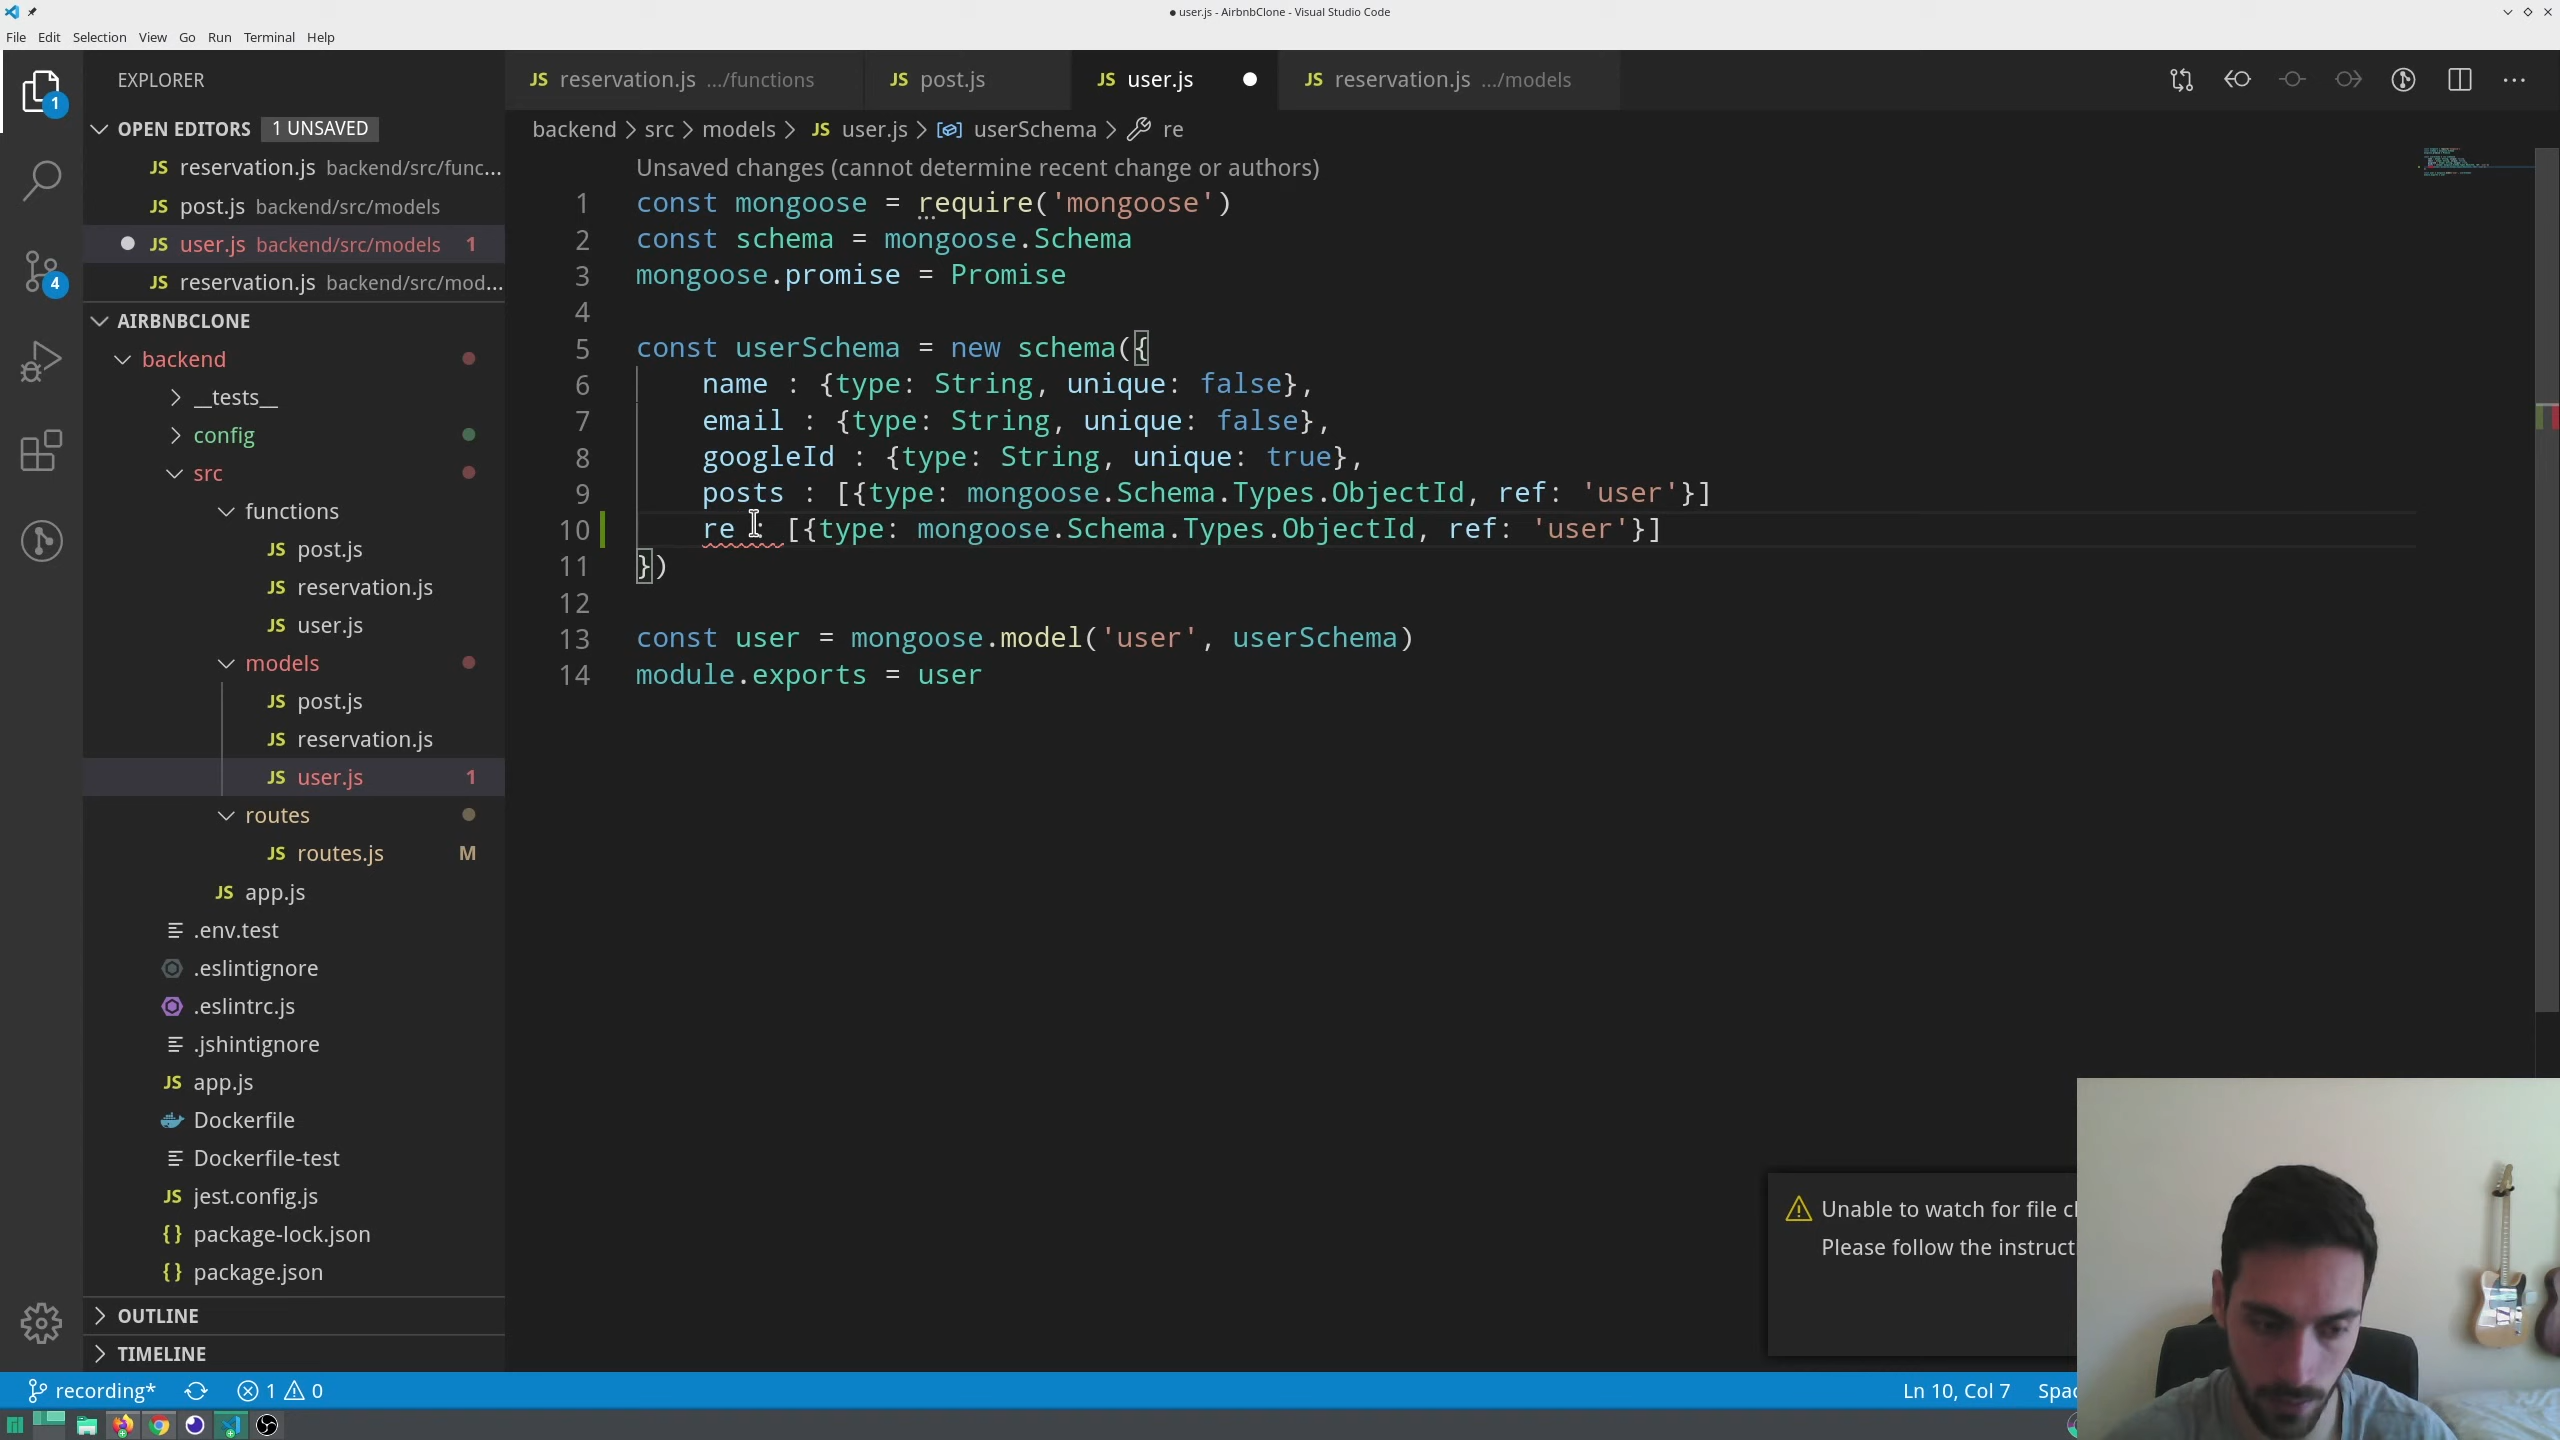 ● user.js - AirbnbClone - Visual Studio Code
File Edit Selection View Go Run Terminal Help
1
EXPLORER
OPEN EDITORS 1 UNSAVED
JS reservation.js backend/src/func...
JS post.js backend/src/models
● JS user.js backend/src/models 1
JS reservation.js backend/src/mod...
4
AIRBNBCLONE
backend
__tests__
config
src
functions
JS post.js
JS reservation.js
JS user.js
models
JS post.js
JS reservation.js
JS user.js 1
routes
JS routes.js M
JS app.js
.env.test
.eslintignore
.eslintrc.js
.jshintignore
JS app.js
Dockerfile
Dockerfile-test
JS jest.config.js
{} package-lock.json
{} package.json
OUTLINE
TIMELINE
JS reservation.js .../functions JS post.js JS user.js ● JS reservation.js .../models
backend > src > models > JS user.js > userSchema > re
Unsaved changes (cannot determine recent change or authors)
1 const mongoose = require('mongoose')
2 const schema = mongoose.Schema
3 mongoose.promise = Promise
4
5 const userSchema = new schema({
6 name : {type: String, unique: false},
7 email : {type: String, unique: false},
8 googleId : {type: String, unique: true},
9 posts : [{type: mongoose.Schema.Types.ObjectId, ref: 'user'}]
10 re : [{type: mongoose.Schema.Types.ObjectId, ref: 'user'}]
11 })
12
13 const user = mongoose.model('user', userSchema)
14 module.exports = user
Unable to watch for file
Please follow the
recording* 1 0 Ln 10, Col 7